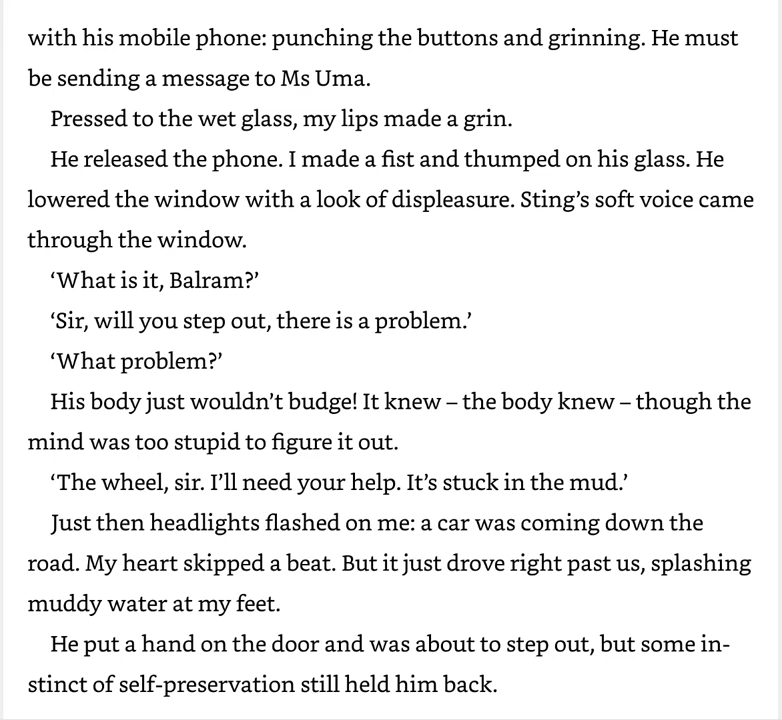 with his mobile phone: punching the buttons and grinning. He must
be sending a message to Ms Uma.
Pressed to the wet glass, my lips made a grin.
He released the phone. I made a fist and thumped on his glass. He
lowered the window with a look of displeasure. Sting’s soft voice came
through the window.
‘What is it, Balram?’
‘Sir, will you step out, there is a problem.’
‘What problem?’
His body just wouldn’t budge! It knew – the body knew – though the
mind was too stupid to figure it out.
‘The wheel, sir. I’ll need your help. It’s stuck in the mud.’
Just then headlights flashed on me: a car was coming down the
road. My heart skipped a beat. But it just drove right past us, splashing
muddy water at my feet.
He put a hand on the door and was about to step out, but some in-
stinct of self-preservation still held him back.